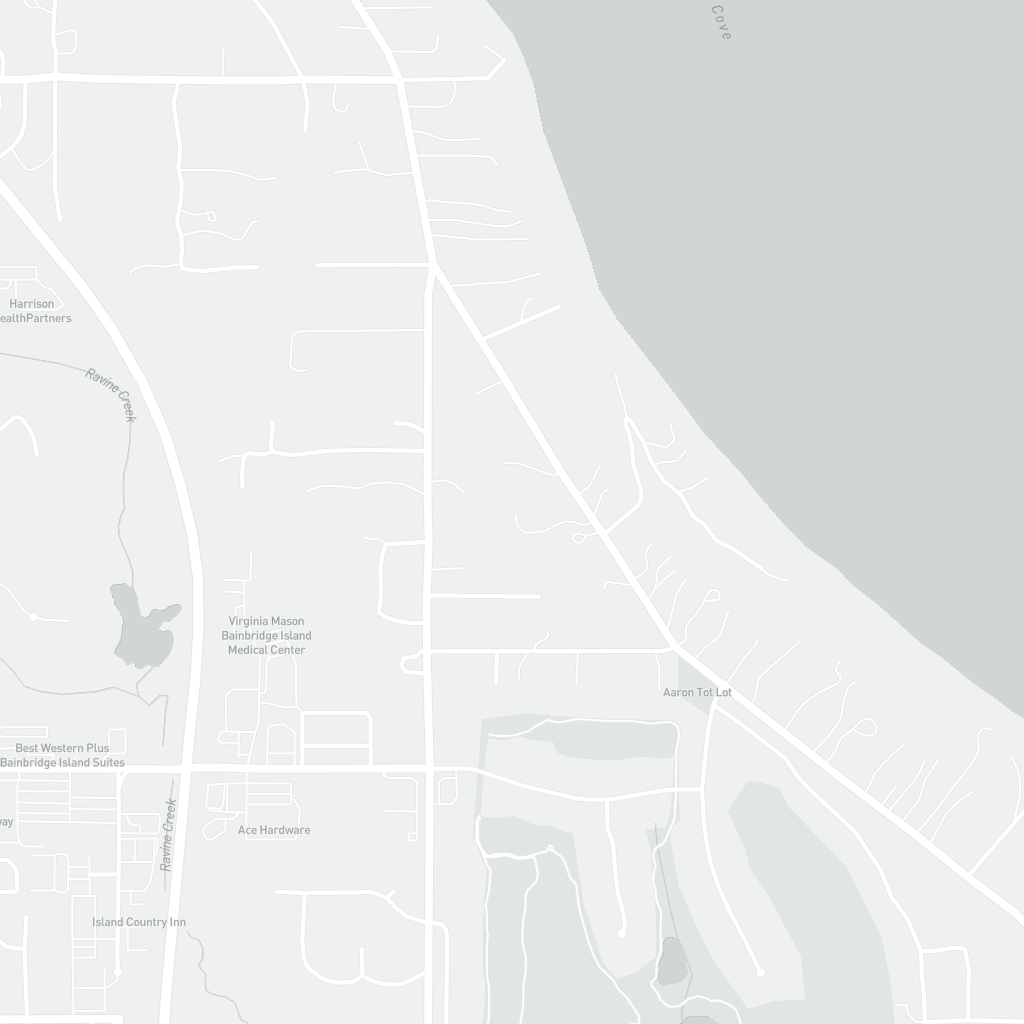 Cove
Harrison
ealthPartners
Ravine Creek
Virginia Mason
Bainbridge Island
Medical Center
Aaron Tot Lot
Best Western Plus
Bainbridge Island Suites
way
Ravine Creek
Ace Hardware
Island Country Inn